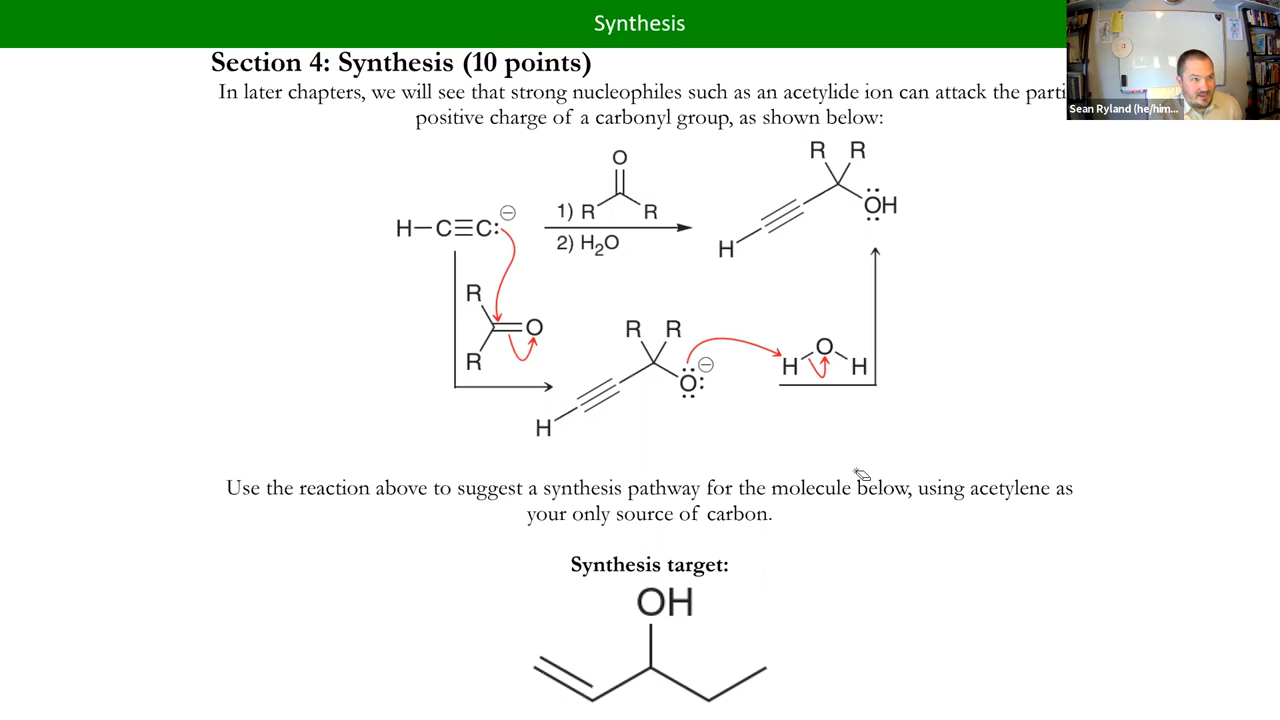 Synthesis
Section 4: Synthesis (10 points)
In later chapters, we will see that strong nucleophiles such as an acetylide ion can attack the parti
positive charge of a carbonyl group, as shown below:
Sean Ryland (he/him...
R R
O
1) R R
H-C≡C:⊖
ÖH
2) H2O
H
R
O
R
R R
⊖
O:
H O H
H
Use the reaction above to suggest a synthesis pathway for the molecule below, using acetylene as
your only source of carbon.
Synthesis target:
OH